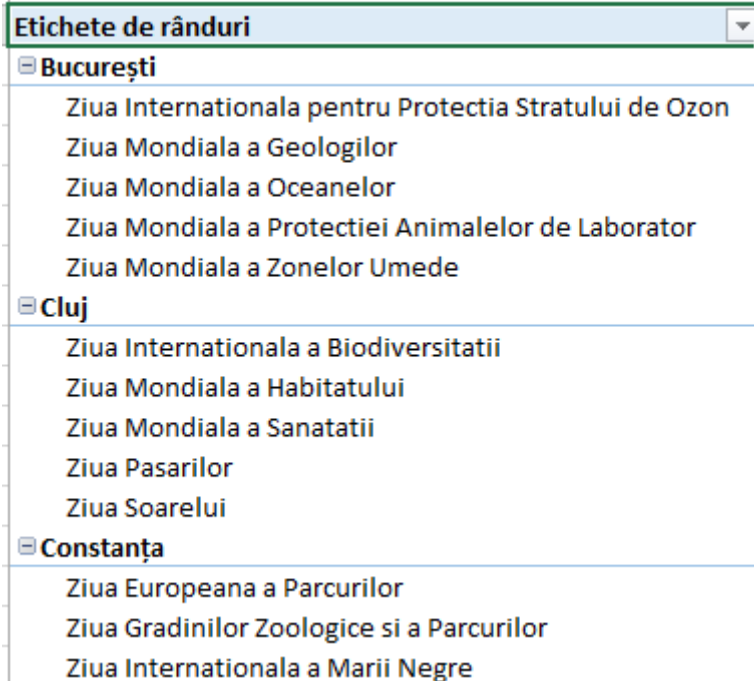 Etichete de rânduri
București
Ziua Internationala pentru Protectia Stratului de Ozon
Ziua Mondiala a Geologilor
Ziua Mondiala a Oceanelor
Ziua Mondiala a Protectiei Animalelor de Laborator
Ziua Mondiala a Zonelor Umede
Cluj
Ziua Internationala a Biodiversitatii
Ziua Mondiala a Habitatului
Ziua Mondiala a Sanatatii
Ziua Pasarilor
Ziua Soarelui
Constanța
Ziua Europeana a Parcurilor
Ziua Gradinilor Zoologice si a Parcurilor
Ziua Internationala a Marii Negre